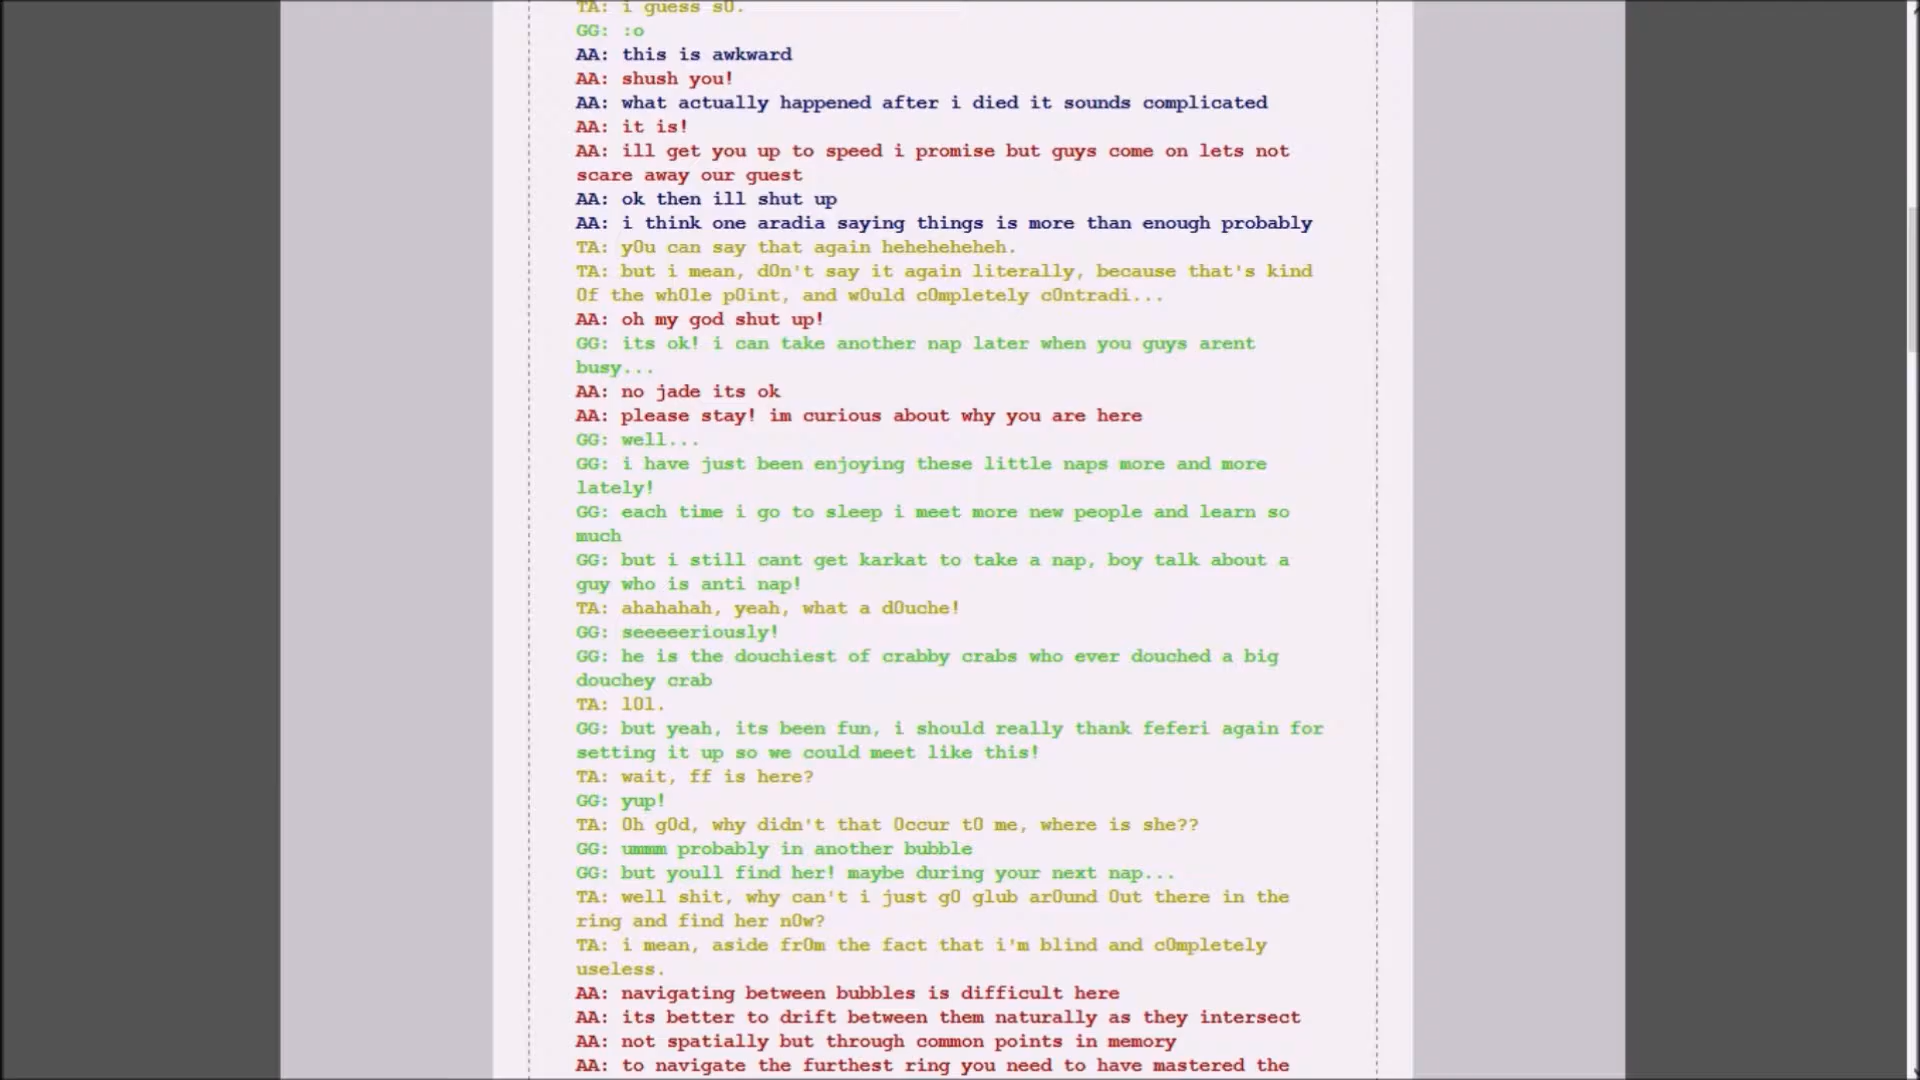 TA: i guess s0.
GG: :o
AA: this is awkward
AA: shush you!
AA: what actually happened after i died it sounds complicated
AA: it is!
AA: ill get you up to speed i promise but guys come on lets not
scare away our guest
AA: ok then ill shut up
AA: i think one aradia saying things is more than enough probably
TA: y0u can say that again heheheheheh.
TA: but i mean, d0n't say it again literally, because that's kind
0f the wh0le p0int, and w0uld c0mpletely c0ntradi...
AA: oh my god shut up!
GG: its ok! i can take another nap later when you guys arent
busy...
AA: no jade its ok
AA: please stay! im curious about why you are here
GG: well...
GG: i have just been enjoying these little naps more and more
lately!
GG: each time i go to sleep i meet more new people and learn so
much
GG: but i still cant get karkat to take a nap, boy talk about a
guy who is anti nap!
TA: ahahahah, yeah, what a d0uche!
GG: seeeeeriously!
GG: he is the douchiest of crabby crabs who ever douched a big
douchey crab
TA: l0l.
GG: but yeah, its been fun, i should really thank feferi again for
setting it up so we could meet like this!
TA: wait, ff is here?
GG: yup!
TA: 0h g0d, why didn't that 0ccur t0 me, where is she??
GG: ummm probably in another bubble
GG: but youll find her! maybe during your next nap...
TA: well shit, why can't i just g0 glub ar0und 0ut there in the
ring and find her n0w?
TA: i mean, aside fr0m the fact that i'm blind and c0mpletely
useless.
AA: navigating between bubbles is difficult here
AA: its better to drift between them naturally as they intersect
AA: not spatially but through common points in memory
AA: to navigate the furthest ring you need to have mastered the